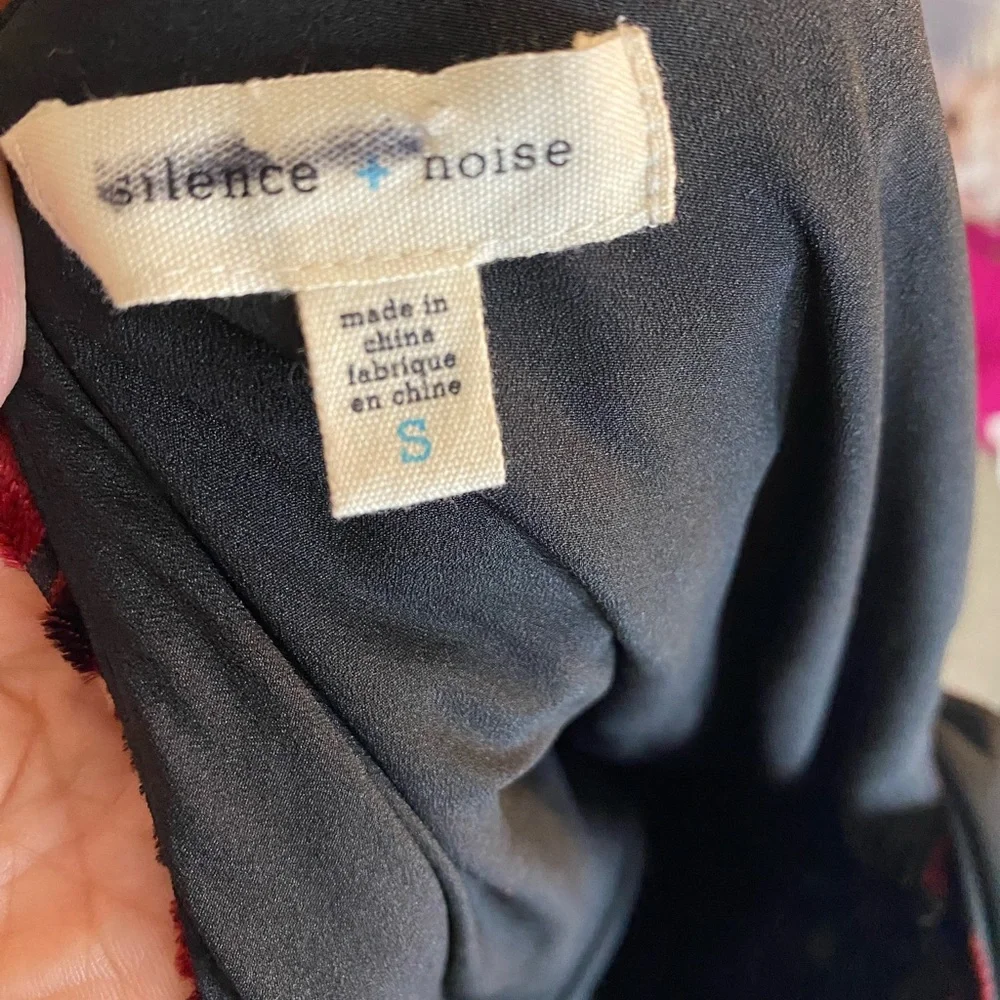 silence + noise
made in
china
fabrique
en chine
S